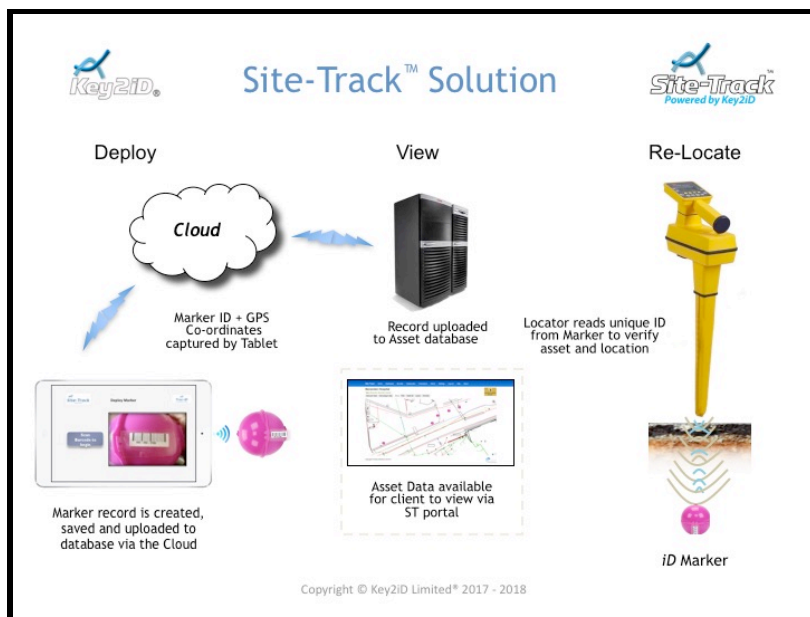 Key2iD®
Site-Track™ Solution
Site-Track™
Powered by Key2iD
Deploy
View
Re-Locate
Cloud
Marker ID + GPS
Co-ordinates
captured by Tablet
Record uploaded
to Asset database
Locator reads unique ID
from Marker to verify
asset and location
Site-Track
Deploy Marker
Marker record is created,
saved and uploaded to
database via the Cloud
Asset Data available
for client to view via
ST portal
iD Marker
Copyright © Key2iD Limited® 2017 - 2018